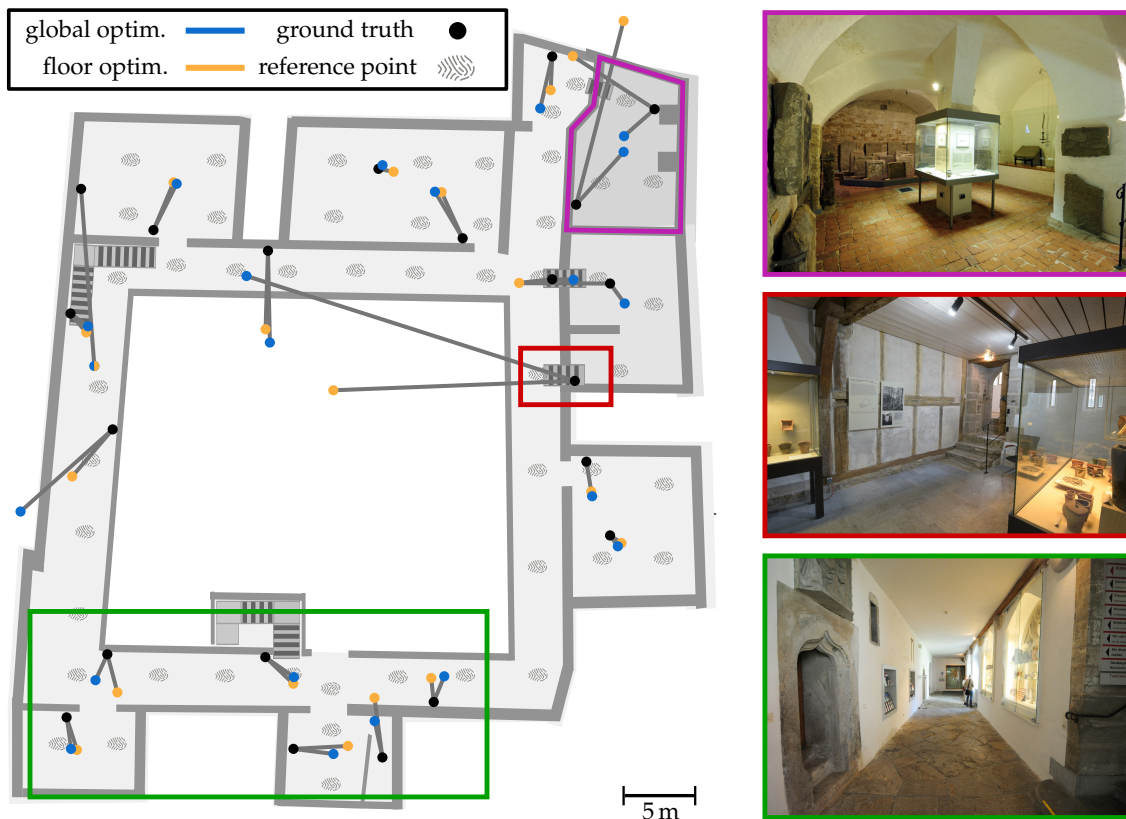 global optim. ground truth
floor optim. reference point
5 m